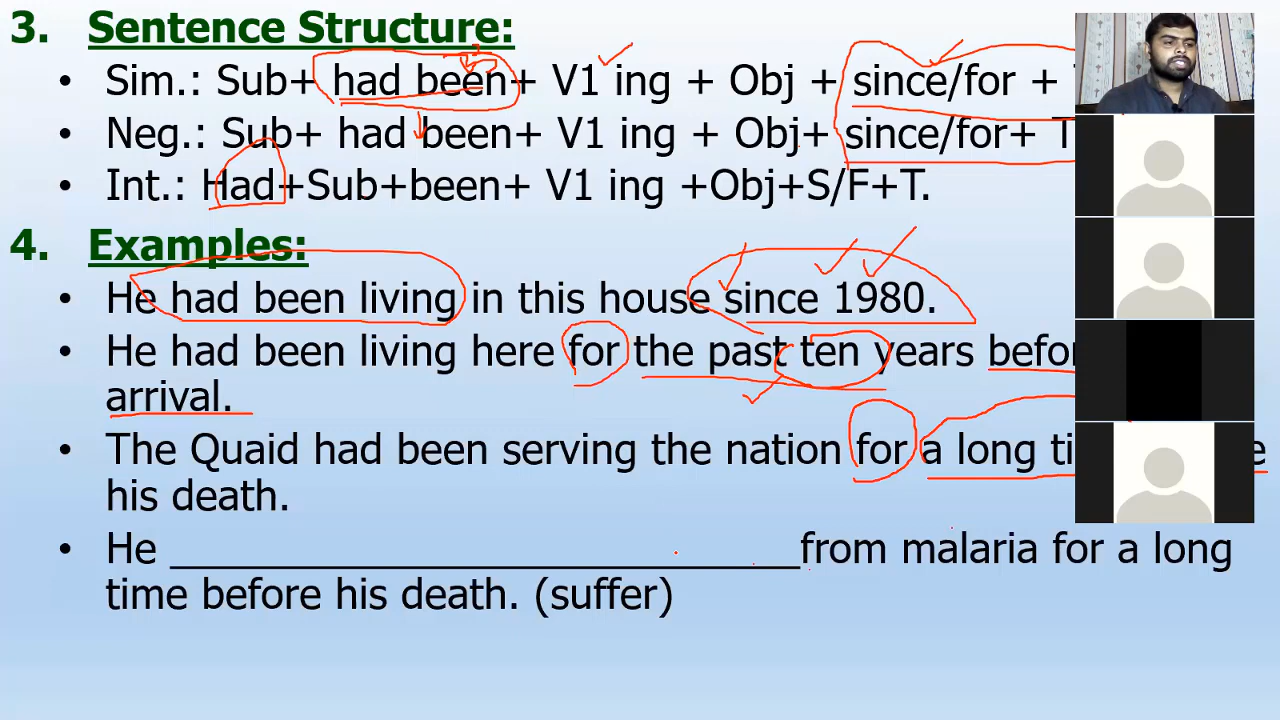 3. Sentence Structure:
• Sim.: Sub+ had been+ V1 ing + Obj + since/for +
• Neg.: Sub+ had been+ V1 ing + Obj+ since/for+ T
• Int.: Had+Sub+been+ V1 ing +Obj+S/F+T.
4. Examples:
• He had been living in this house since 1980.
• He had been living here for the past ten years
arrival.
• The Quaid had been serving the nation for a long
his death.
• He ______________________________from malaria for a long
time before his death. (suffer)